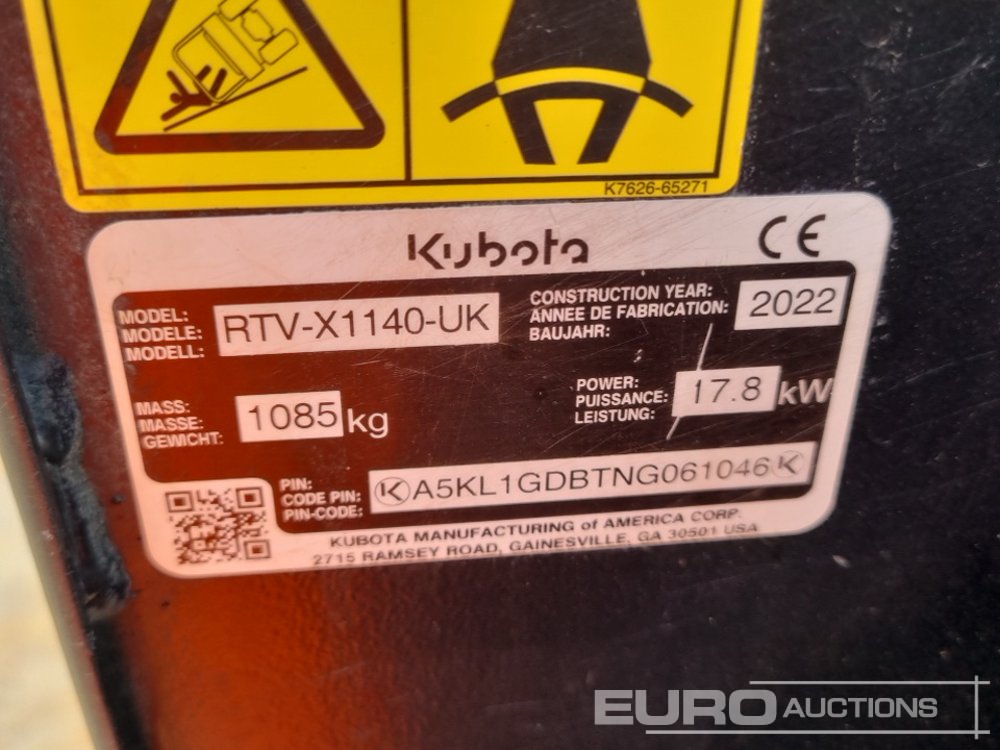 K7626-65271
Kubota CE
MODEL:
MODELE:
MODELL:
RTV-X1140-UK
CONSTRUCTION YEAR:
ANNEE DE FABRICATION:
BAUJAHR:
2022
MASS:
MASSE:
GEWICHT:
1085 kg
POWER:
PUISSANCE:
LEISTUNG:
17.8 kW
PIN:
CODE PIN:
PIN-CODE:
A5KL1GDBTNG061046
KUBOTA MANUFACTURING of AMERICA CORP.
2715 RAMSEY ROAD, GAINESVILLE, GA 30501 USA
EURO AUCTIONS